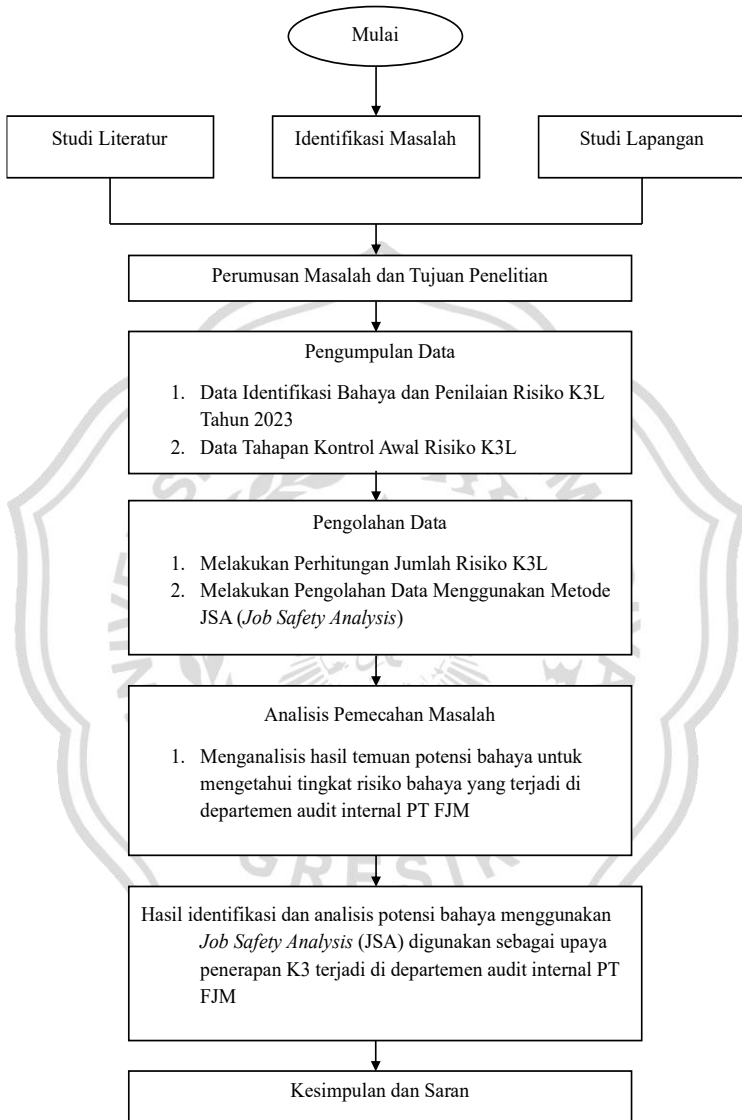 Mulai
Studi Literatur
Identifikasi Masalah
Studi Lapangan
Perumusan Masalah dan Tujuan Penelitian
Pengumpulan Data
1. Data Identifikasi Bahaya dan Penilaian Risiko K3L
Tahun 2023
2. Data Tahapan Kontrol Awal Risiko K3L
Pengolahan Data
1. Melakukan Perhitungan Jumlah Risiko K3L
2. Melakukan Pengolahan Data Menggunakan Metode
JSA (Job Safety Analysis)
Analisis Pemecahan Masalah
1. Menganalisis hasil temuan potensi bahaya untuk
mengetahui tingkat risiko bahaya yang terjadi di
departemen audit internal PT FJM
Hasil identifikasi dan analisis potensi bahaya menggunakan
Job Safety Analysis (JSA) digunakan sebagai upaya
penerapan K3 terjadi di departemen audit internal PT
FJM
Kesimpulan dan Saran
GRESIK